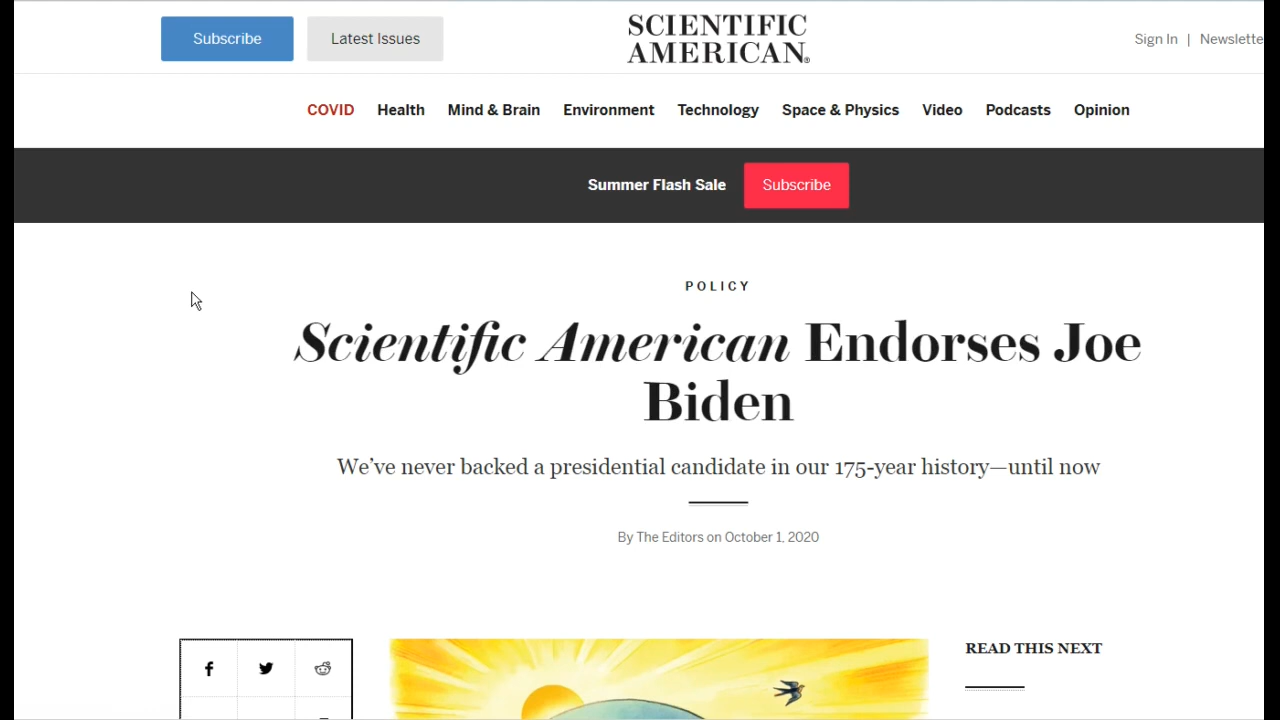 Subscribe
Latest Issues
SCIENTIFIC
AMERICAN®
Sign In | Newslette
COVID Health Mind & Brain Environment Technology Space & Physics Video Podcasts Opinion
Summer Flash Sale
Subscribe
POLICY
Scientific American Endorses Joe
Biden
We’ve never backed a presidential candidate in our 175-year history—until now
By The Editors on October 1, 2020
READ THIS NEXT